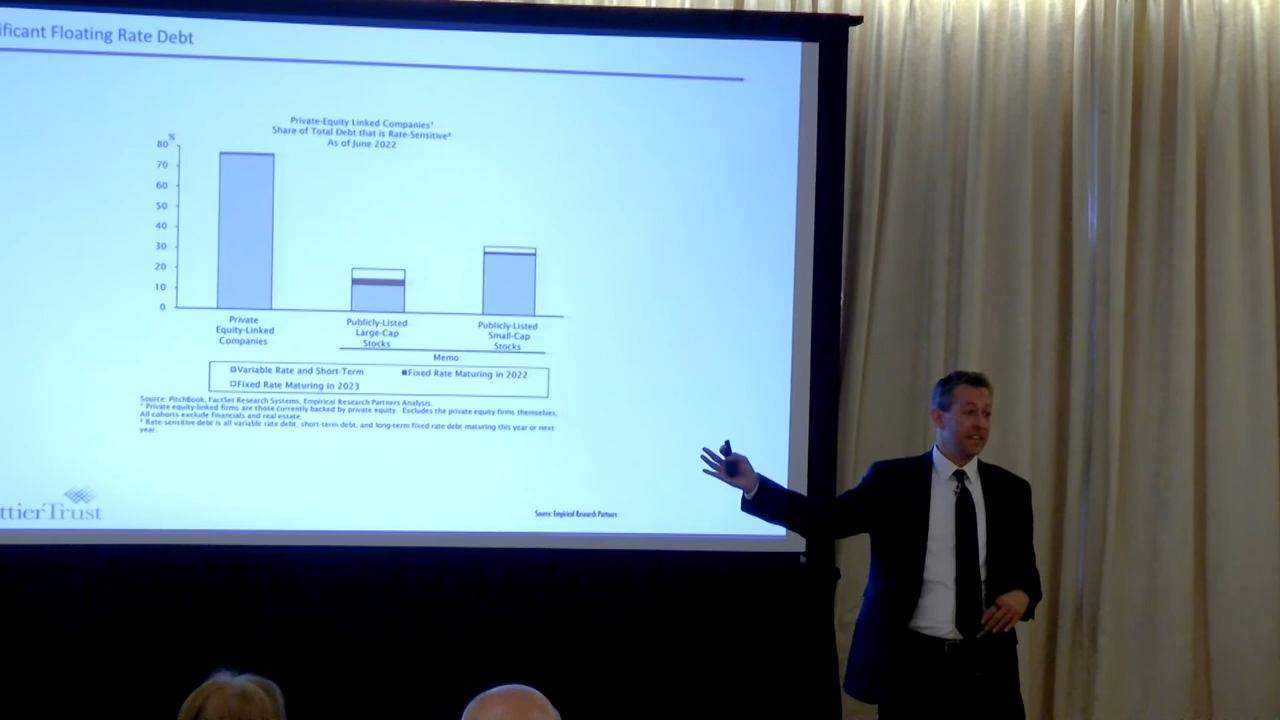 ificant Floating Rate Debt
Private-Equity Linked Companies¹
Share of Total Debt that is Rate-Sensitive²
As of June 2022
%
80
70
60
50
40
30
20
10
0
Private
Equity-Linked
Companies
Publicly-Listed
Large-Cap
Stocks
Publicly-Listed
Small-Cap
Stocks
Memo:
Variable Rate and Short-Term
Fixed Rate Maturing in 2022
Fixed Rate Maturing in 2023
Source: PitchBook, FactSet Research Systems, Empirical Research Partners Analysis.
¹ Private equity-linked firms are those currently backed by private equity. Excludes the private equity firms themselves.
All cohorts exclude financials and real estate.
² Rate-sensitive debt is all variable rate debt, short-term debt, and long-term fixed rate debt maturing this year or next
year.
ttierTrust
Source: Empirical Research Partners